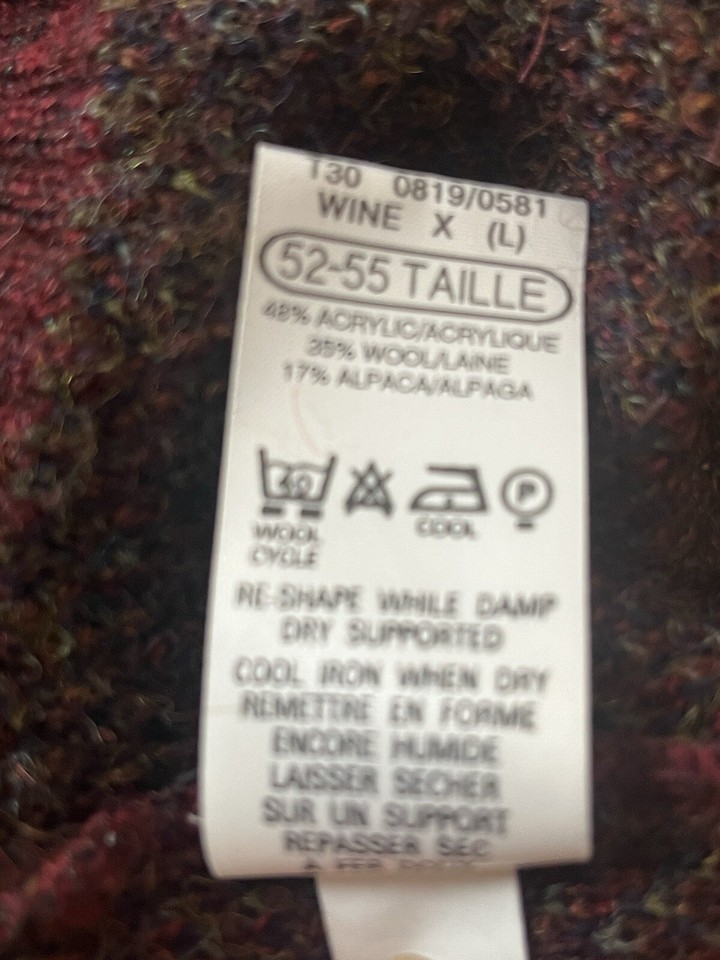 T30 0819/0581
WINE X (L)
52-55 TAILLE
48% ACRYLIC/ACRYLIQUE
35% WOOL/LAINE
17% ALPACA/ALPAGA
40 P
WOOL CYCLE COOL
RE-SHAPE WHILE DAMP
DRY SUPPORTED
COOL IRON WHEN DRY
REMETTRE EN FORME
ENCORE HUMIDE
LAISSER SECHER
SUR UN SUPPORT
REPASSER SEC